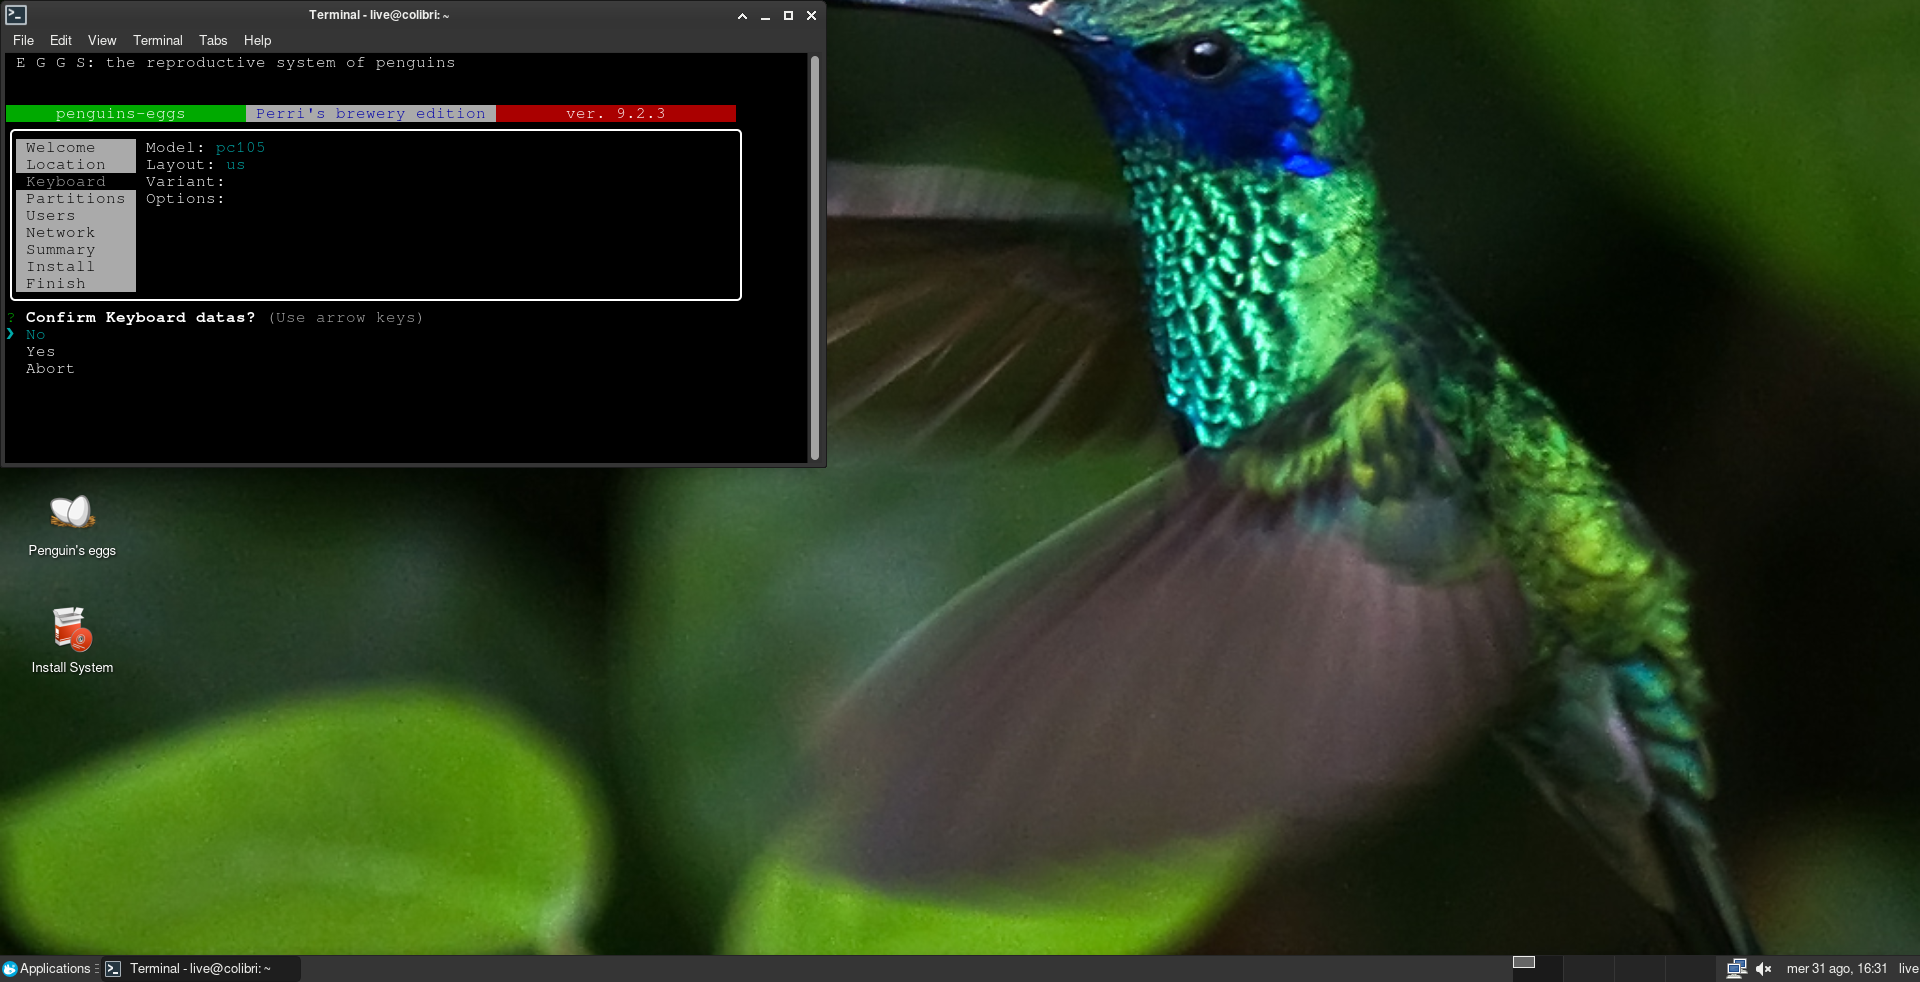 Terminal - live@colibri: ~
File Edit View Terminal Tabs Help
E G G S: the reproductive system of penguins
penguins-eggs Perri's brewery edition ver. 9.2.3
Welcome Model: pc105
Location Layout: us
Keyboard Variant:
Partitions Options:
Users
Network
Summary
Install
Finish
? Confirm Keyboard datas? (Use arrow keys)
❯ No
Yes
Abort
Penguin's eggs
Install System
Applications Terminal - live@colibri: ~ mer 31 ago, 16:31 live